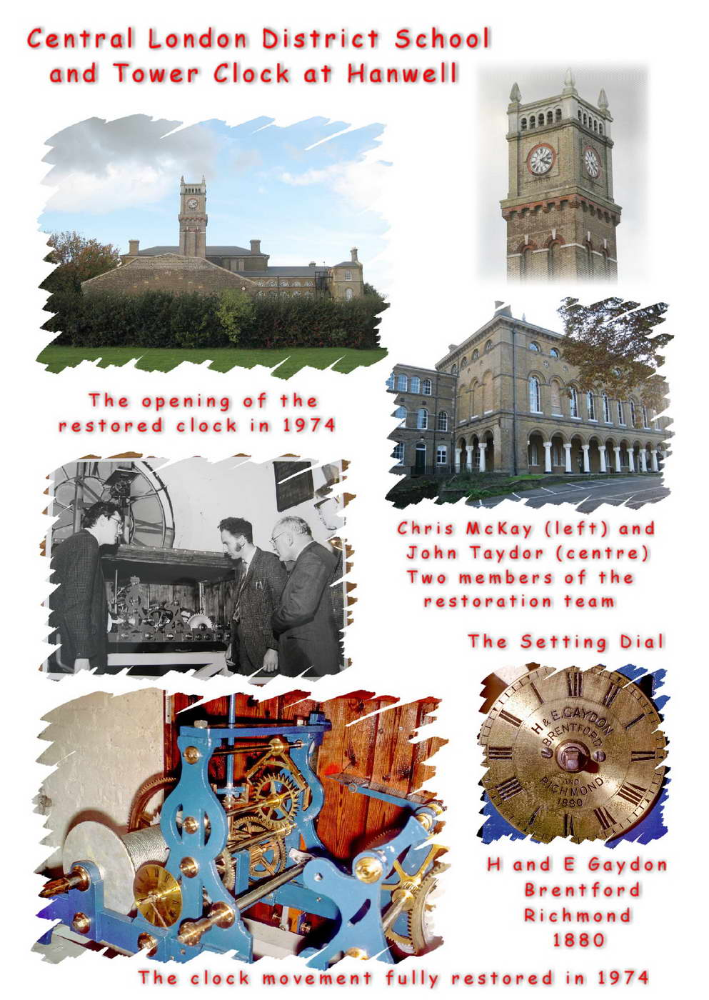 Central London District School
and Tower Clock at Hanwell
The opening of the
restored clock in 1974
Chris McKay (left) and
John Taydor (centre)
Two members of the
restoration team
The Setting Dial
H & E. GAYDON
BRENTFORD
AND
RICHMOND
1880
H and E Gaydon
Brentford
Richmond
1880
The clock movement fully restored in 1974